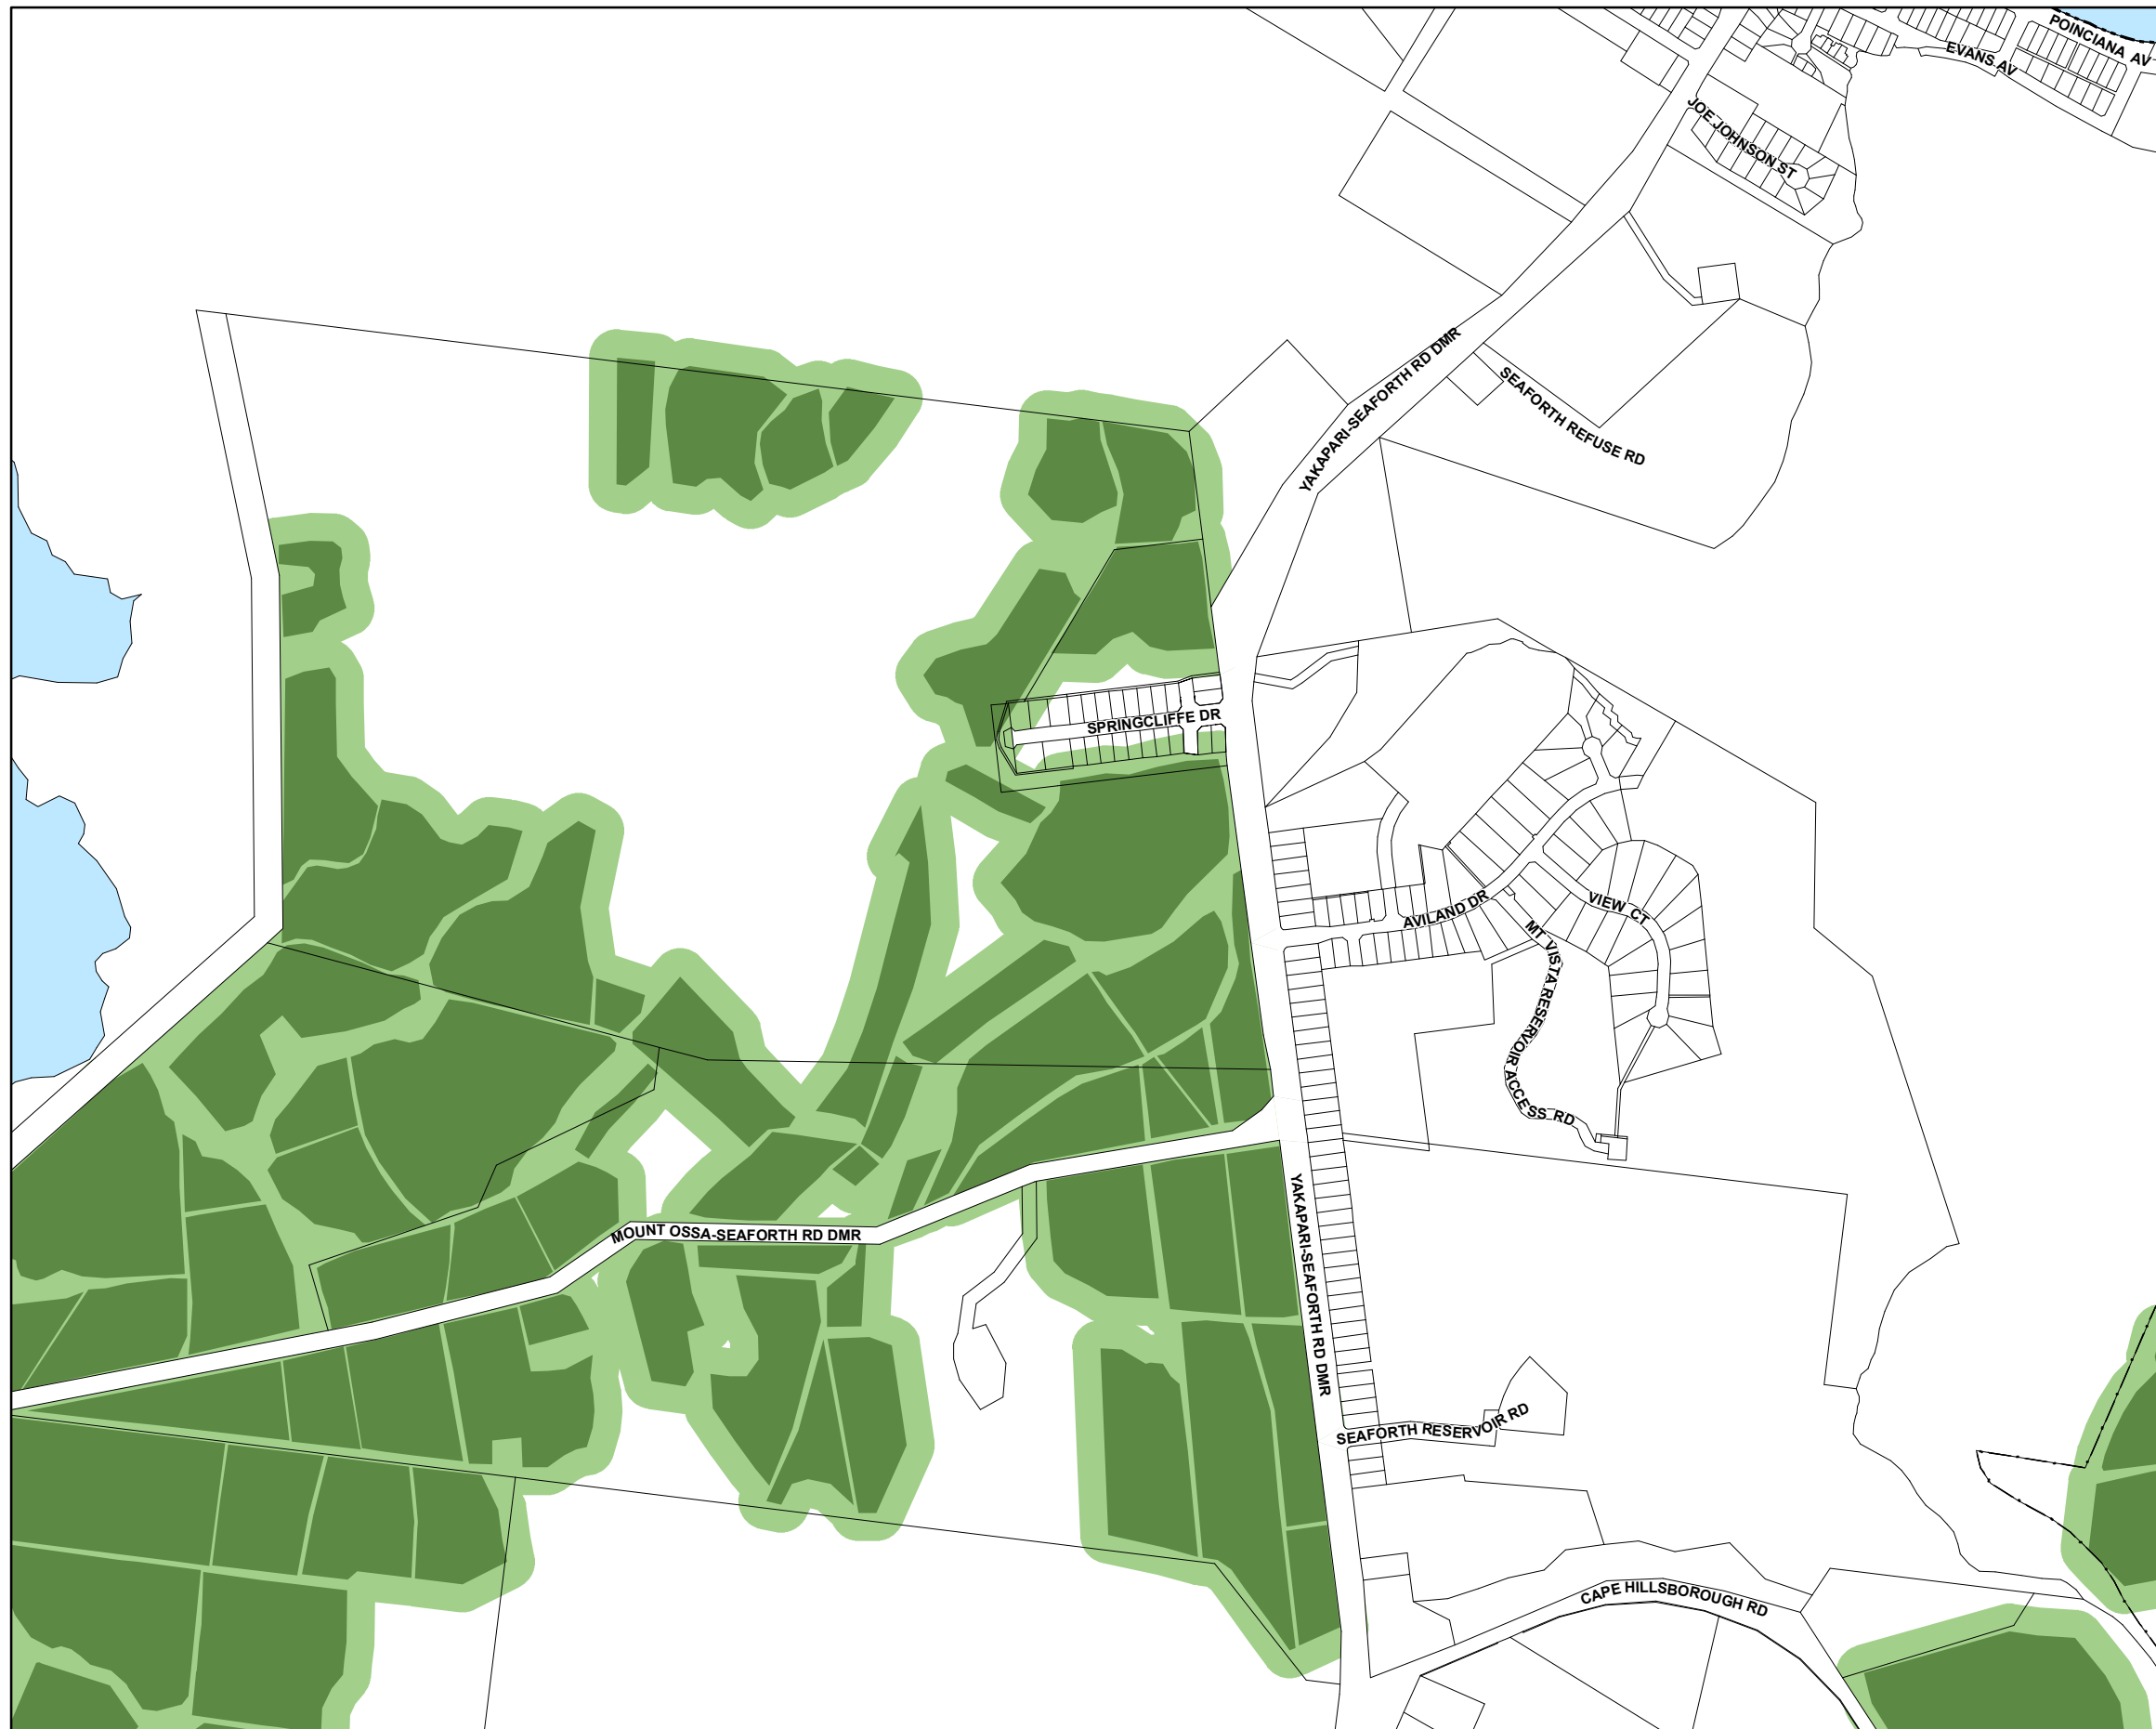 POINCIANA AV
EVANS AV
JOE JOHNSON ST
YAKAPARI-SEAFORTH RD DMR
SEAFORTH REFUSE RD
SPRINGCLIFFE DR
AVILAND DR
VIEW CT
MT VISTA RESERVOIR ACCESS RD
MOUNT OSSA-SEAFORTH RD DMR
YAKAPARI-SEAFORTH RD DMR
SEAFORTH RESERVOIR RD
CAPE HILLSBOROUGH RD